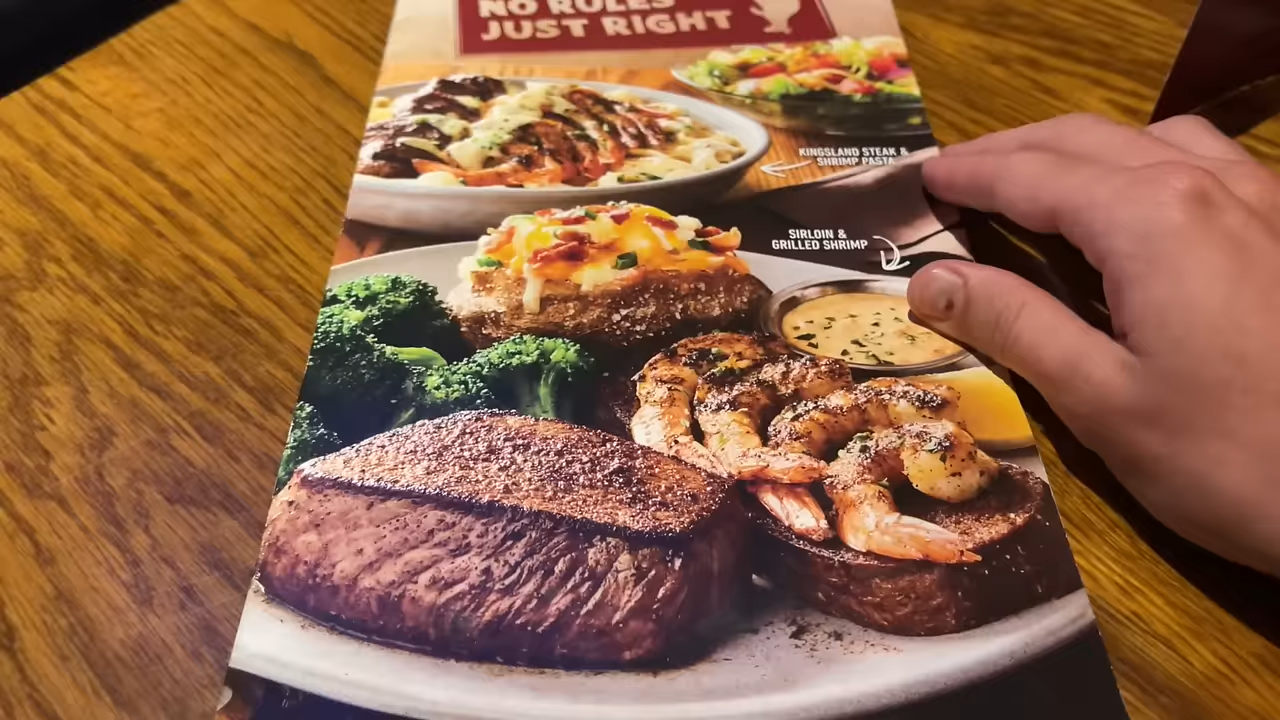 NO RULES
JUST RIGHT
KINGSLAND STEAK &
SHRIMP PASTA
SIRLOIN &
GRILLED SHRIMP